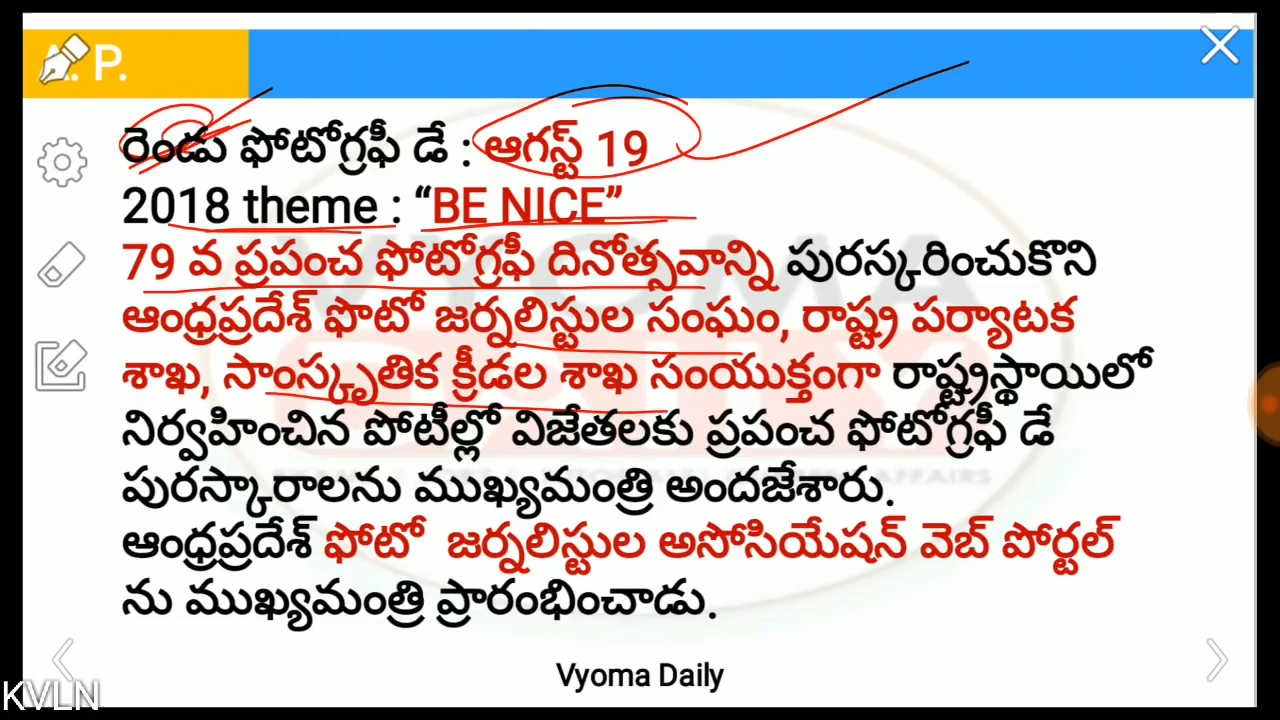 A. P.
రెండు ఫోటోగ్రఫీ డే : ఆగస్ట్ 19
2018 theme : “BE NICE”
79 వ ప్రపంచ ఫోటోగ్రఫీ దినోత్సవాన్ని పురస్కరించుకొని
ఆంధ్రప్రదేశ్ ఫొటో జర్నలిస్టుల సంఘం, రాష్ట్ర పర్యాటక
శాఖ, సాంస్కృతిక క్రీడల శాఖ సంయుక్తంగా రాష్ట్రస్థాయిలో
నిర్వహించిన పోటీల్లో విజేతలకు ప్రపంచ ఫోటోగ్రఫీ డే
పురస్కారాలను ముఖ్యమంత్రి అందజేశారు.
ఆంధ్రప్రదేశ్ ఫోటో జర్నలిస్టుల అసోసియేషన్ వెబ్ పోర్టల్
ను ముఖ్యమంత్రి ప్రారంభించాడు.
Vyoma Daily
KVLN